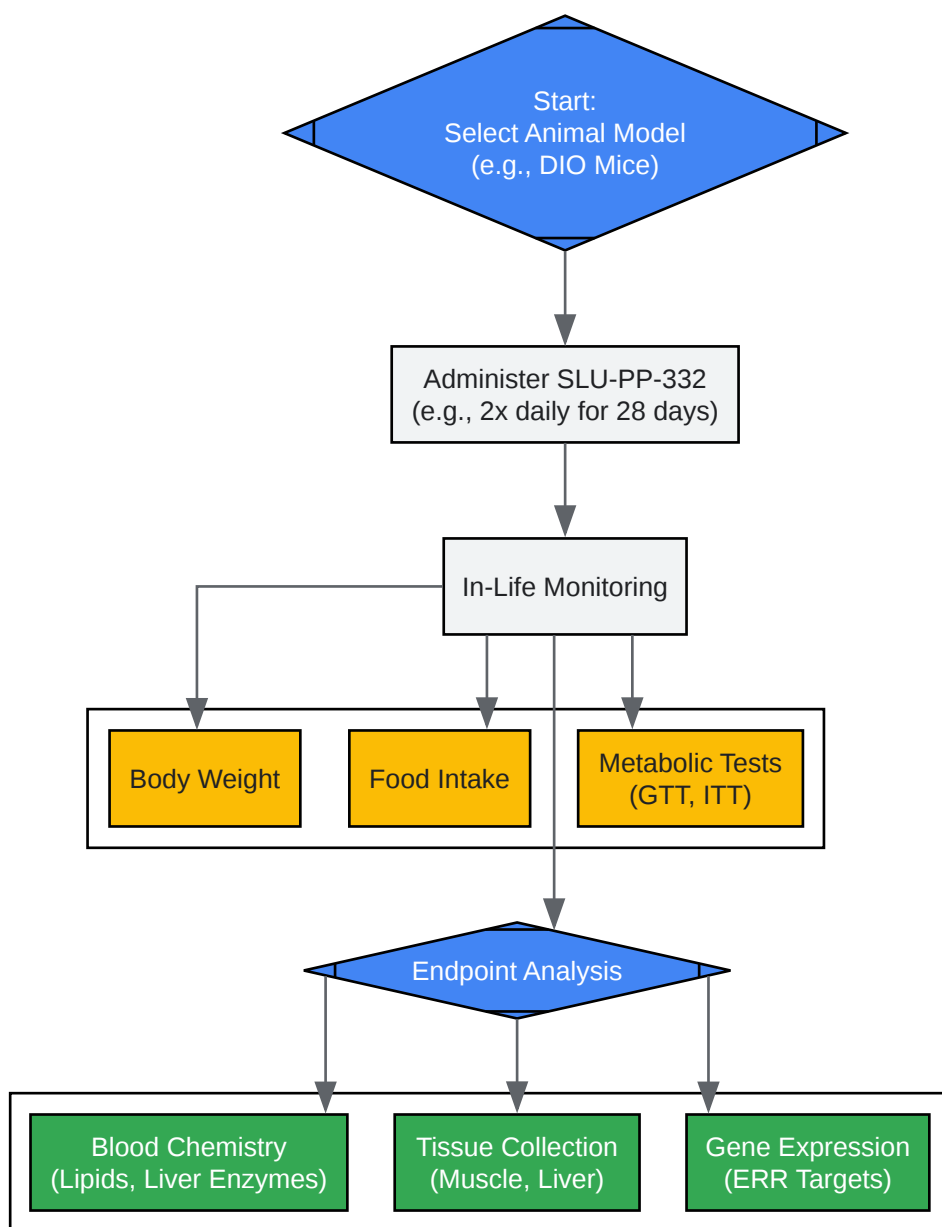 Start:
Select Animal Model
(e.g., DIO Mice)
Administer SLU-PP-332
(e.g., 2x daily for 28 days)
In-Life Monitoring
Body Weight
Food Intake
Metabolic Tests
(GTT, ITT)
Endpoint Analysis
Blood Chemistry
(Lipids, Liver Enzymes)
Tissue Collection
(Muscle, Liver)
Gene Expression
(ERR Targets)